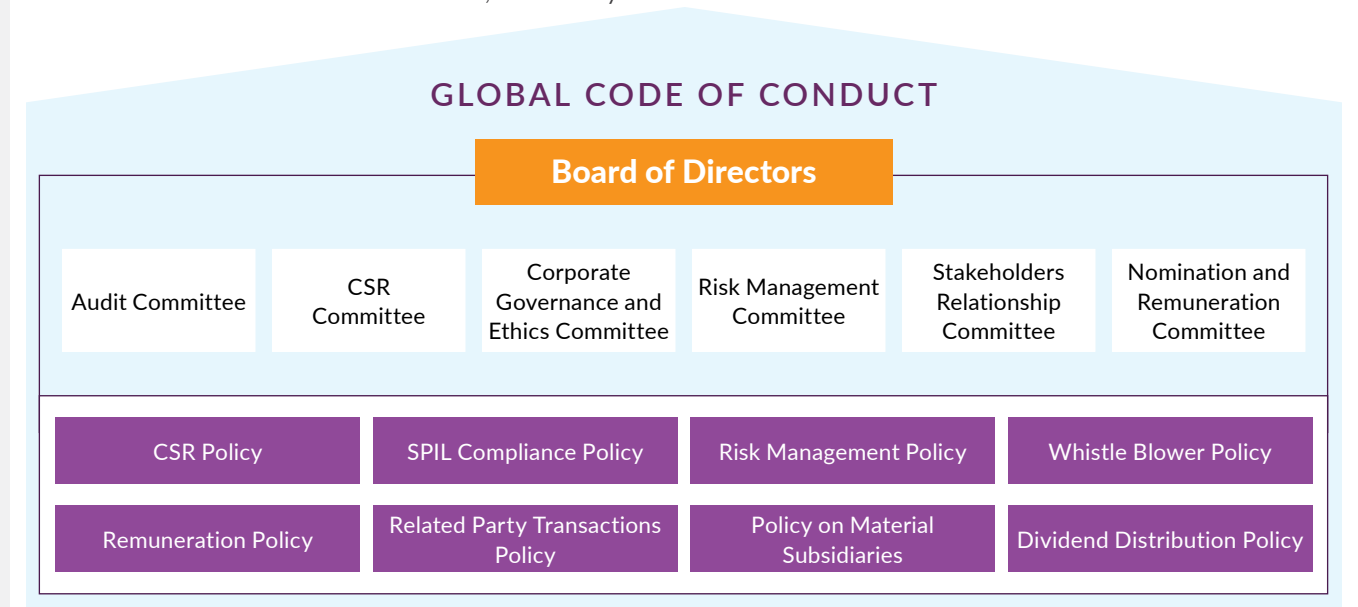 GLOBAL CODE OF CONDUCT
Board of Directors
Audit Committee
CSR
Committee
Corporate
Governance and
Ethics Committee
Risk Management
Committee
Stakeholders
Relationship
Committee
Nomination and
Remuneration
Committee
CSR Policy
SPIL Compliance Policy
Risk Management Policy
Whistle Blower Policy
Remuneration Policy
Related Party Transactions
Policy
Policy on Material
Subsidiaries
Dividend Distribution Policy